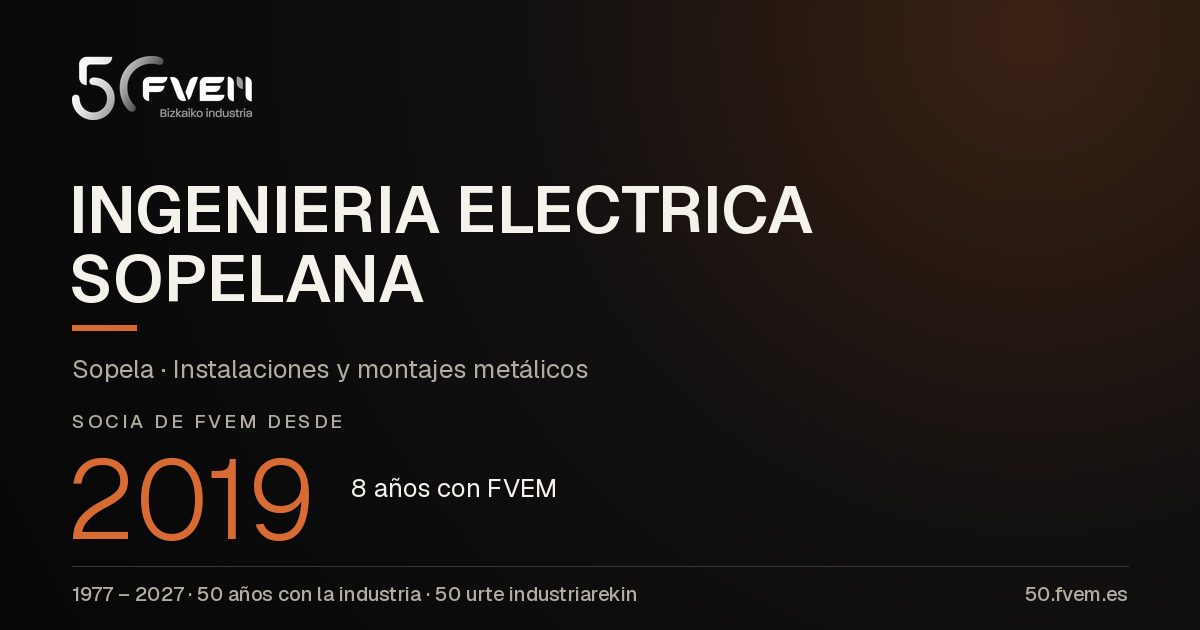 50 FVEM
Bizkaiko industria
INGENIERIA ELECTRICA
SOPELANA
Sopela · Instalaciones y montajes metálicos
SOCIA DE FVEM DESDE
2019
8 años con FVEM
1977 – 2027 · 50 años con la industria · 50 urte industriarekin
50.fvem.es